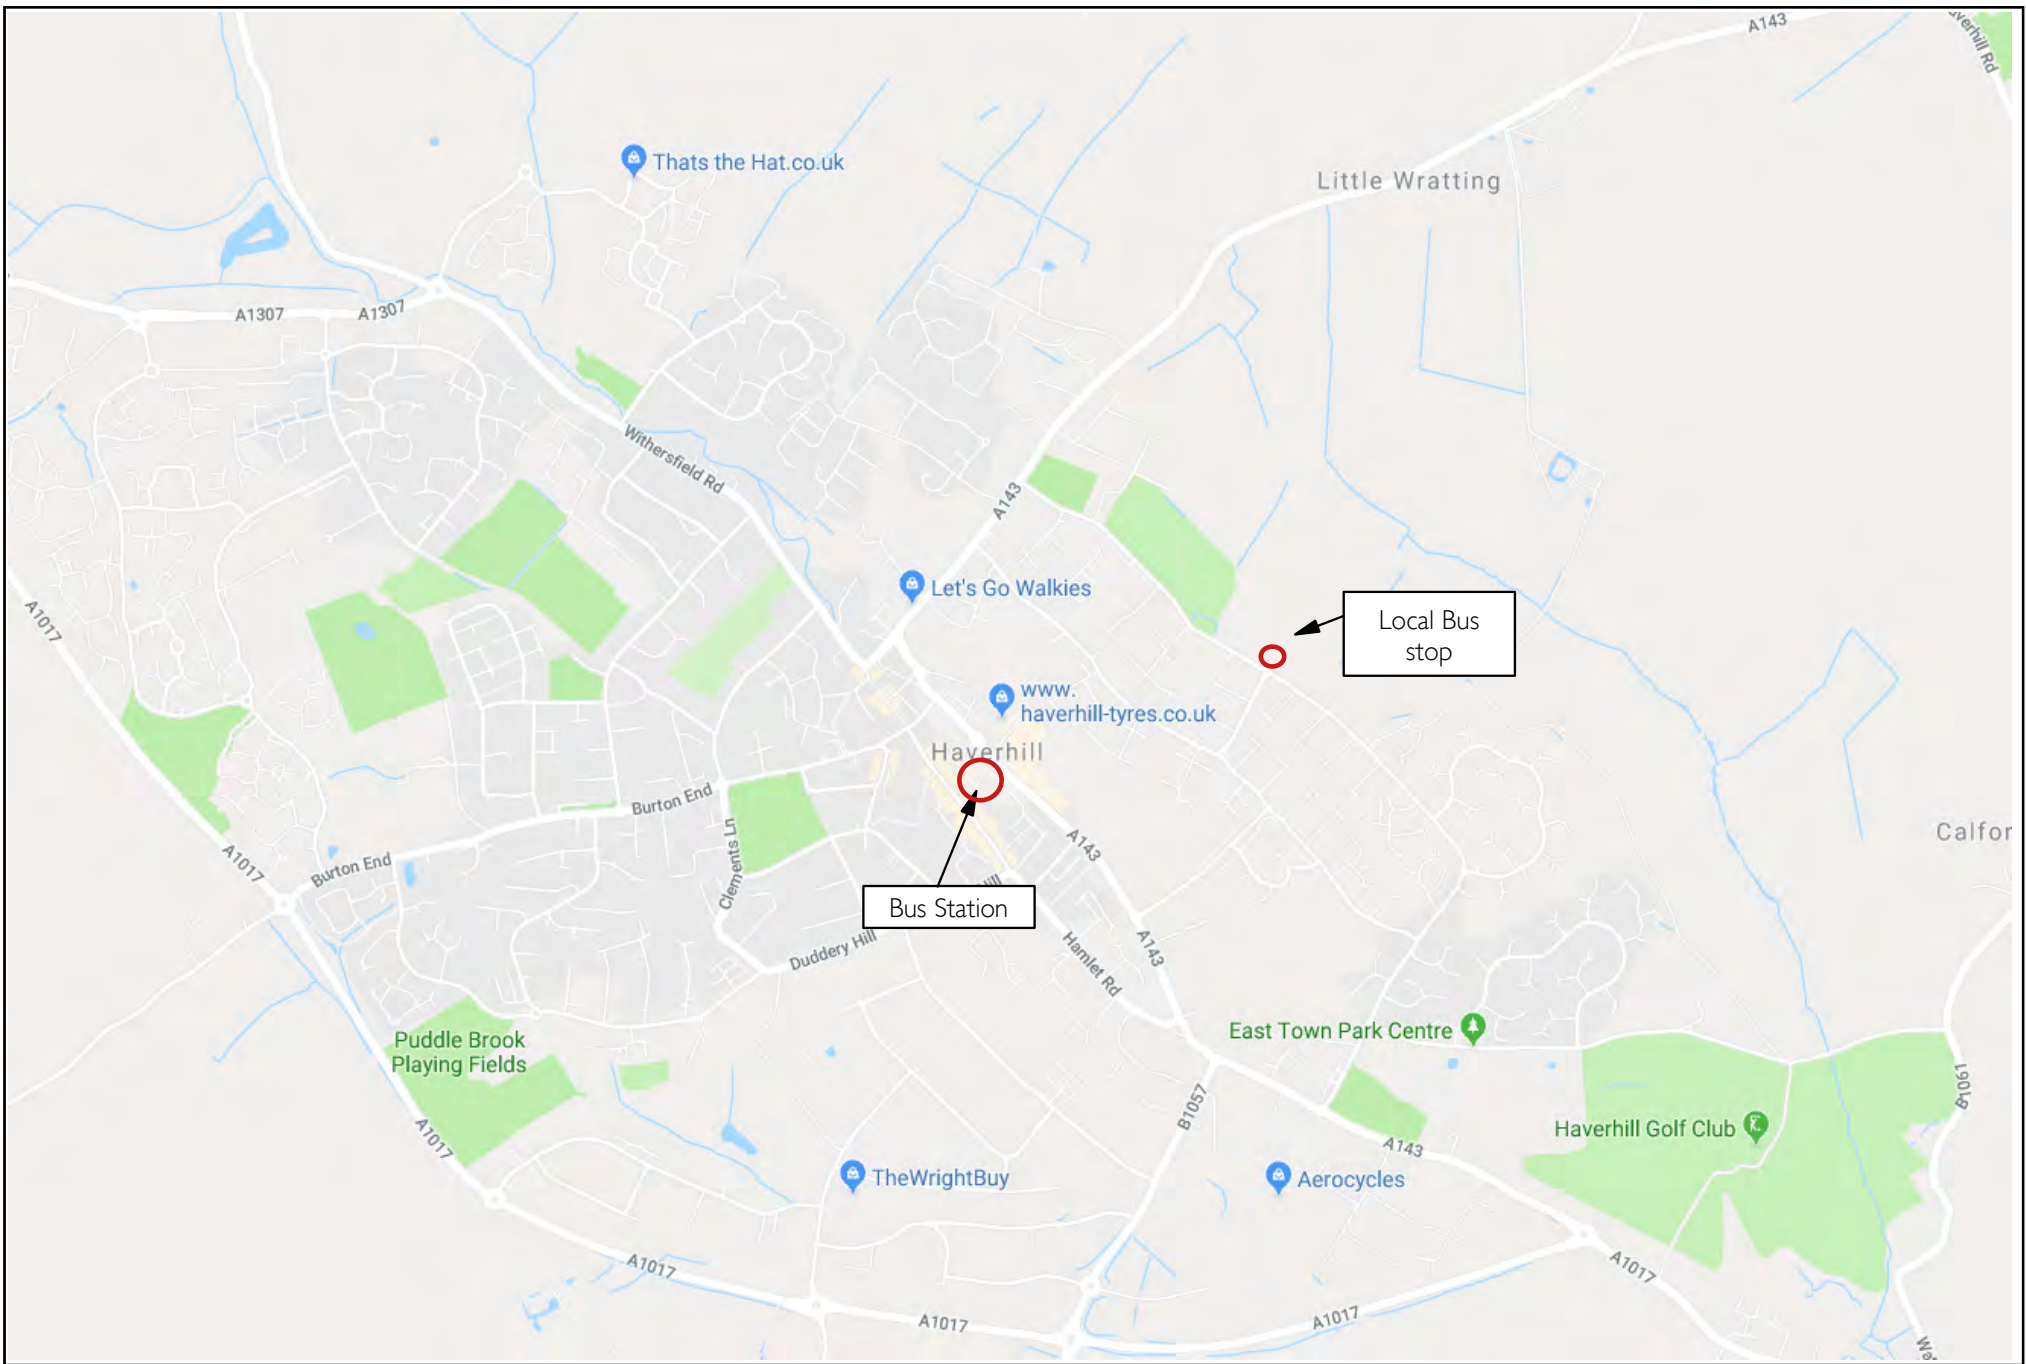 A143
averhill Rd
Thats the Hat.co.uk
Little Wratting
A1307
A1307
Withersfield Rd
A143
Let's Go Walkies
Local Bus
stop
A1017
www.
haverhill-tyres.co.uk
Haverhill
Burton End
Clements Ln
A143
Calfor
A1017
Burton End
Hill
Bus Station
Duddery Hill
Hamlet Rd
A143
East Town Park Centre
Puddle Brook
Playing Fields
B1057
B1061
A1017
Haverhill Golf Club
A143
TheWrightBuy
Aerocycles
A1017
A1017
A1017
A1017